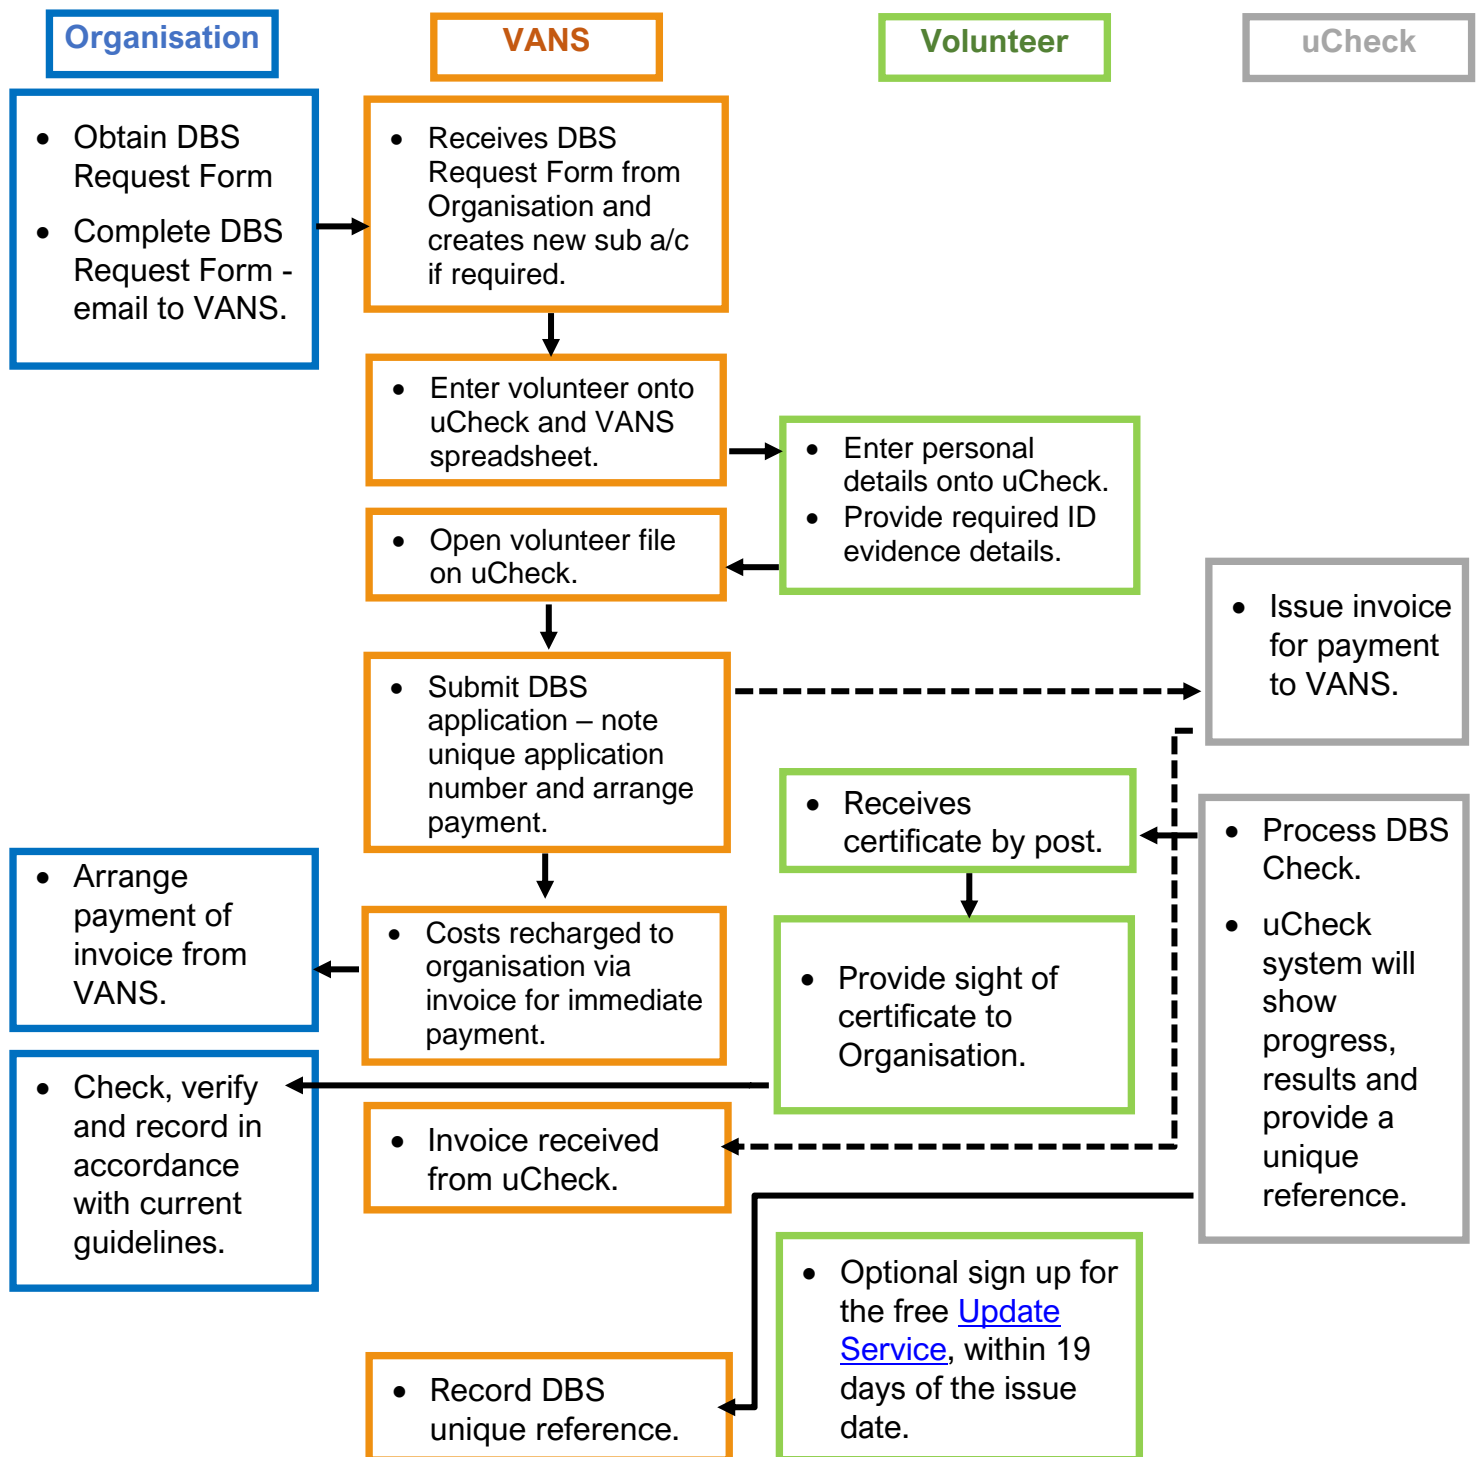 Organisation
VANS
Volunteer
uCheck
• Obtain DBS
Request Form
• Complete DBS
Request Form -
email to VANS.
• Receives DBS
Request Form from
Organisation and
creates new sub a/c
if required.
• Enter volunteer onto
uCheck and VANS
spreadsheet.
• Enter personal
details onto uCheck.
• Provide required ID
evidence details.
• Open volunteer file
on uCheck.
• Issue invoice
for payment
to VANS.
• Submit DBS
application – note
unique application
number and arrange
payment.
• Receives
certificate by post.
• Process DBS
Check.
• uCheck
system will
show
progress,
results and
provide a
unique
reference.
• Arrange
payment of
invoice from
VANS.
• Costs recharged to
organisation via
invoice for immediate
payment.
• Provide sight of
certificate to
Organisation.
• Check, verify
and record in
accordance
with current
guidelines.
• Invoice received
from uCheck.
• Optional sign up for
the free Update
Service, within 19
days of the issue
date.
• Record DBS
unique reference.